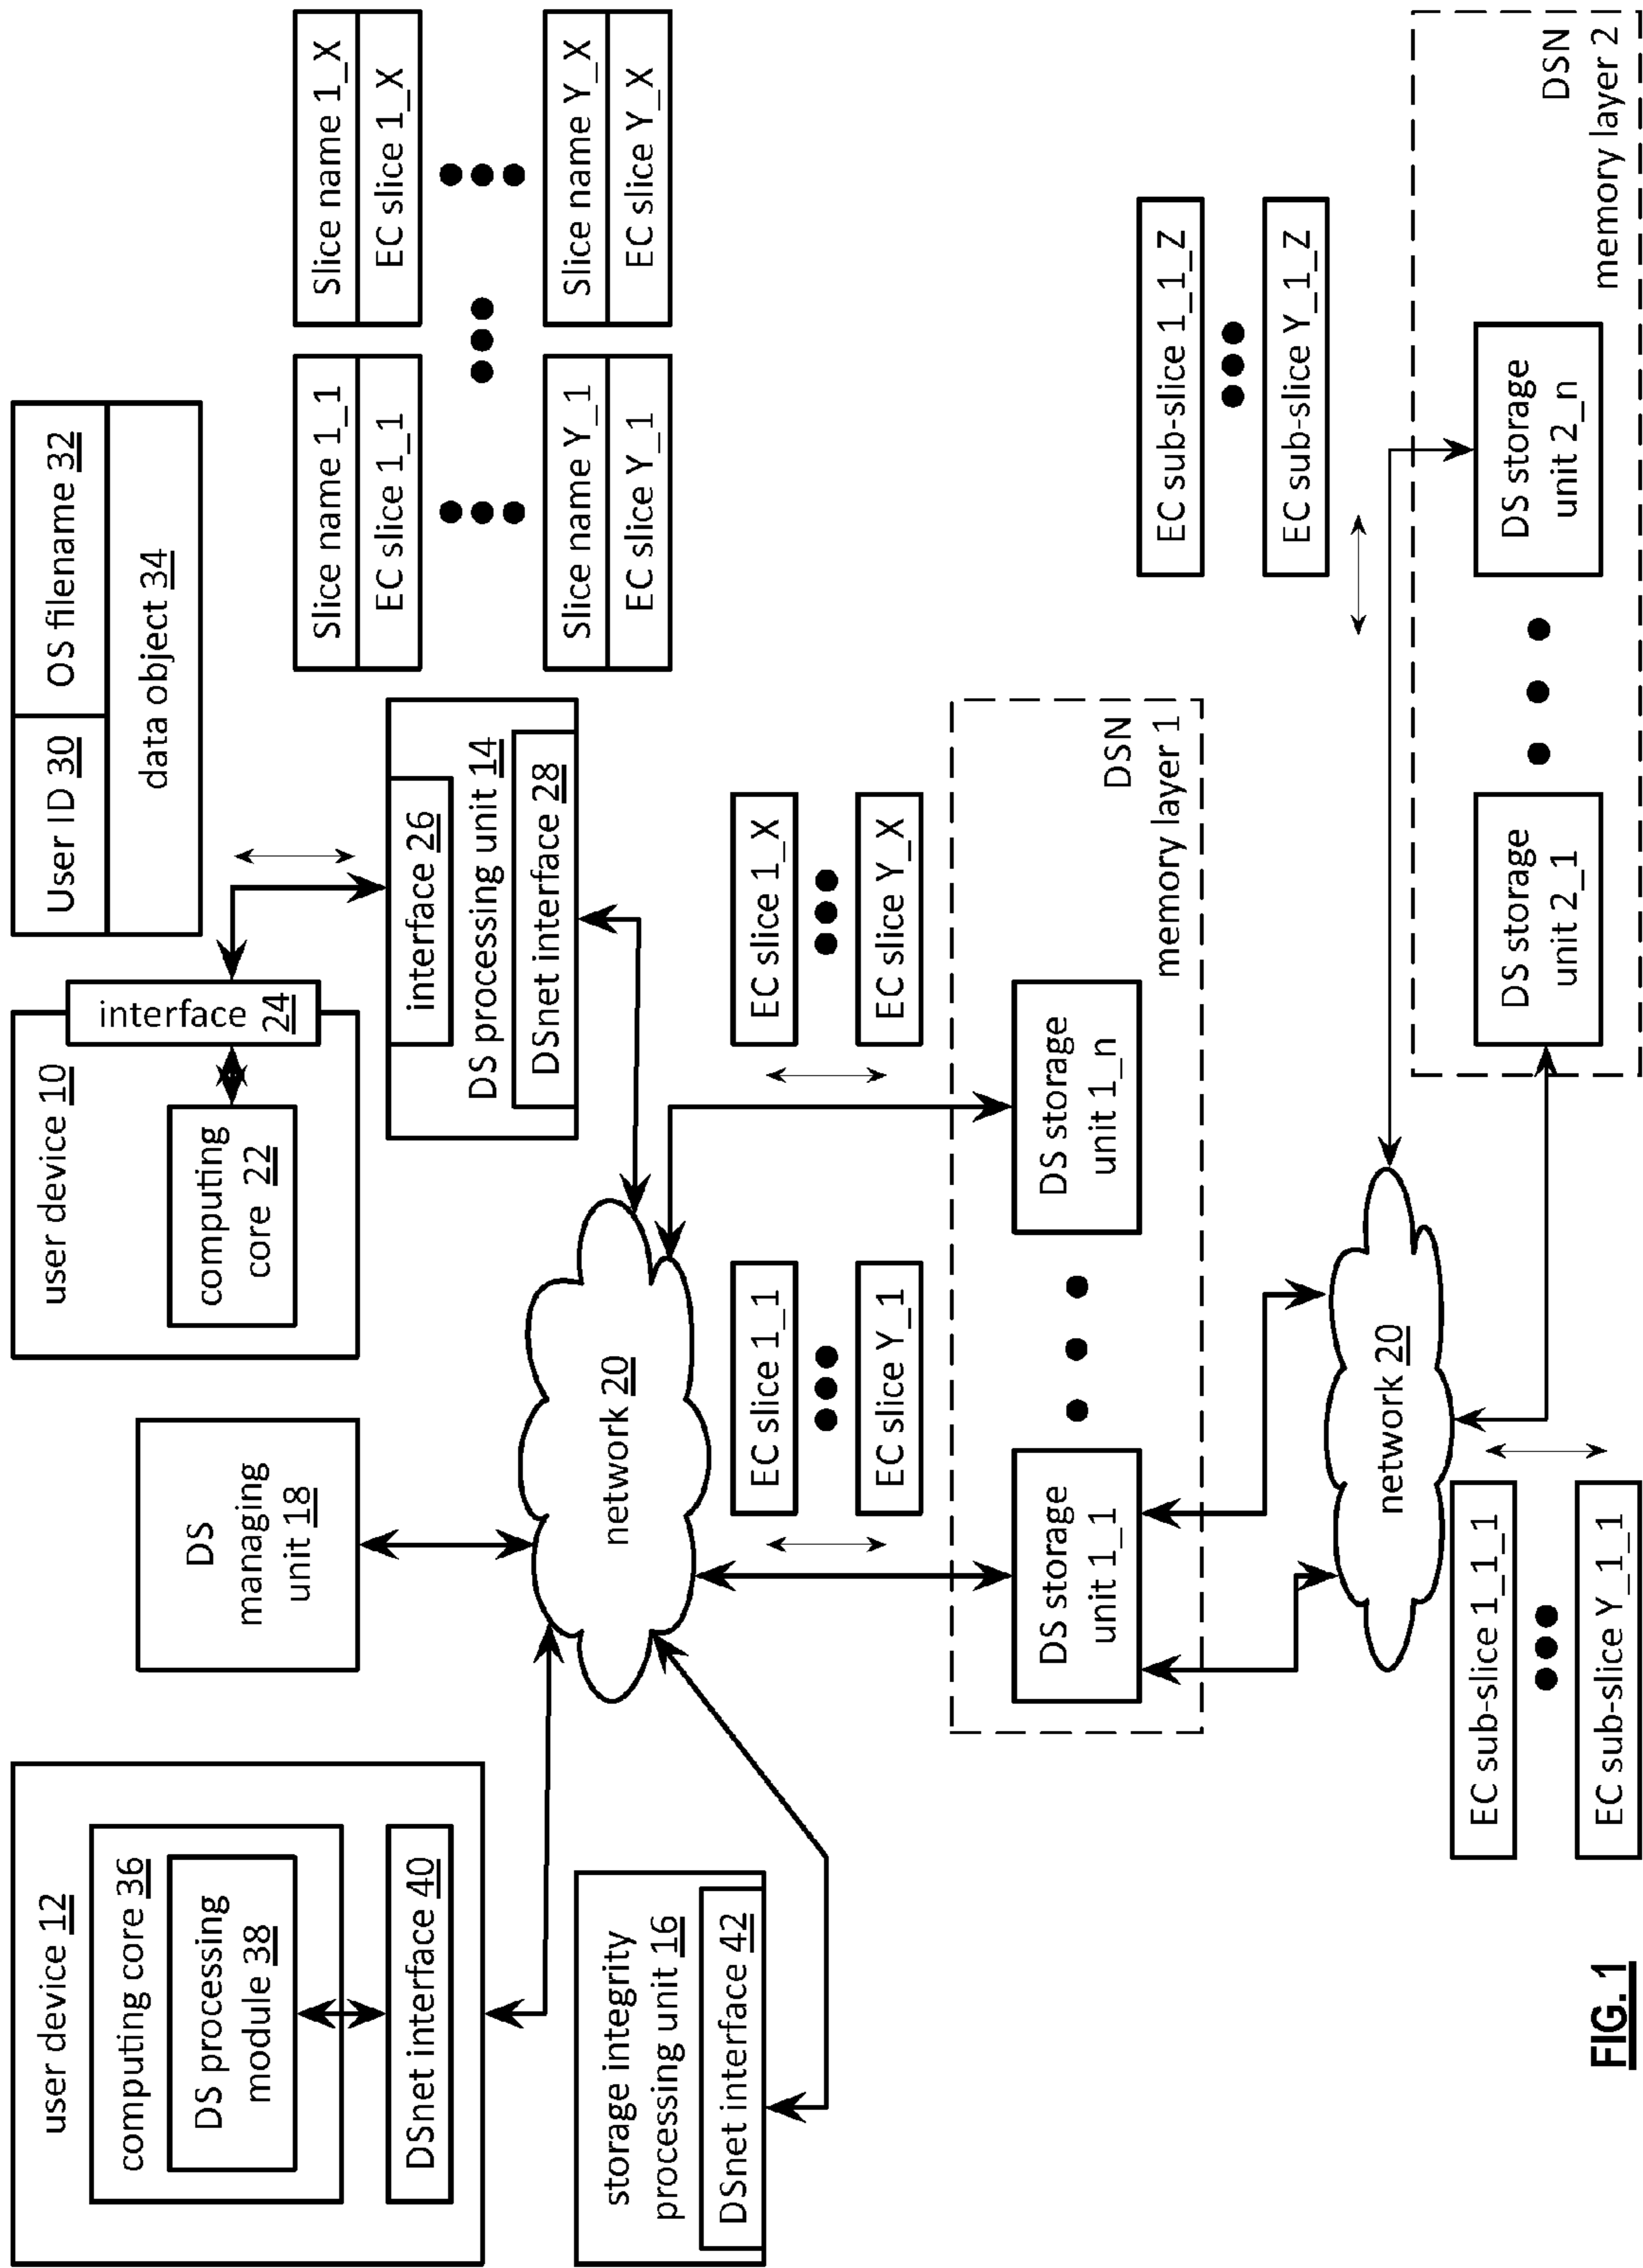 user device 12
computing core 36
DS processing
module 38
DSnet interface 40
DS
managing
unit 18
user device 10
computing
core 22
interface 24
User ID 30
OS filename 32
data object 34
storage integrity
processing unit 16
DSnet interface 42
network 20
interface 26
DS processing unit 14
DSnet interface 28
Slice name 1_1
EC slice 1_1
Slice name 1_X
EC slice 1_X
Slice name Y_1
EC slice Y_1
Slice name Y_X
EC slice Y_X
EC slice 1_1
EC slice Y_1
EC slice 1_X
EC slice Y_X
DS storage
unit 1_1
DS storage
unit 1_n
DSN
memory layer 1
network 20
EC sub-slice 1_1_1
EC sub-slice Y_1_1
EC sub-slice 1_1_Z
EC sub-slice Y_1_Z
DS storage
unit 2_1
DS storage
unit 2_n
DSN
memory layer 2
FIG. 1